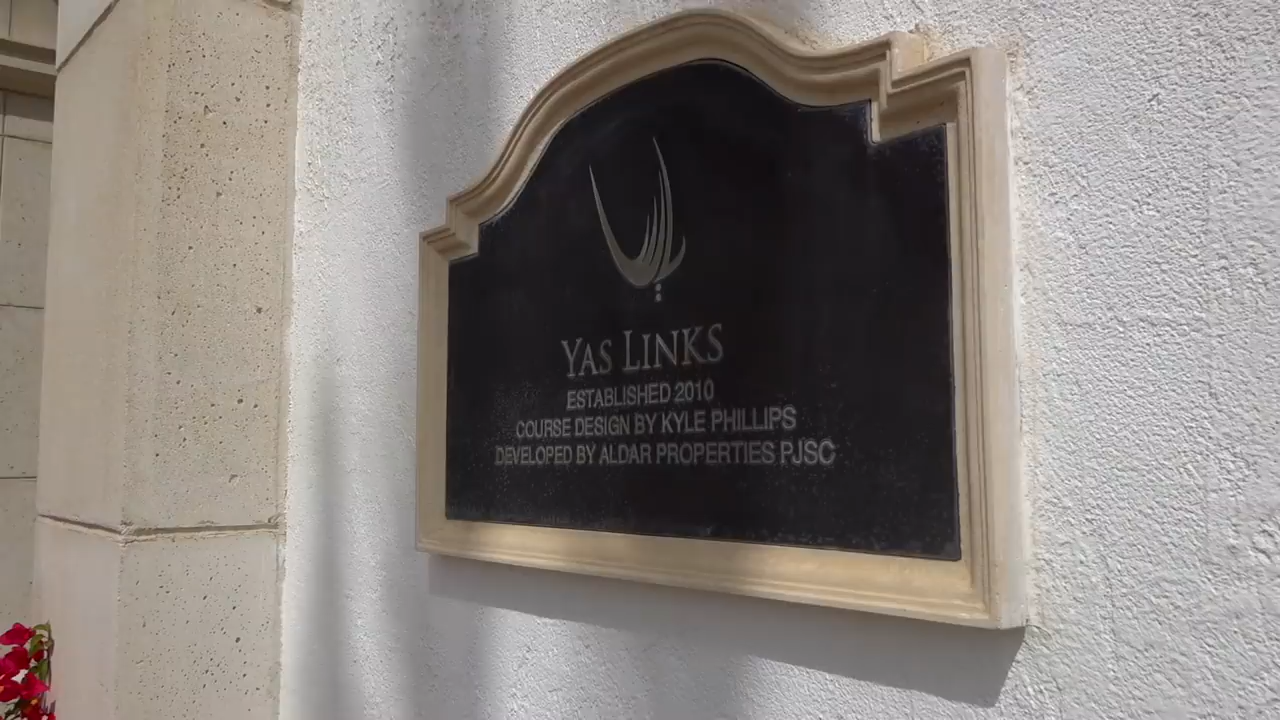 YAS LINKS
ESTABLISHED 2010
COURSE DESIGN BY KYLE PHILLIPS
DEVELOPED BY ALDAR PROPERTIES PJSC